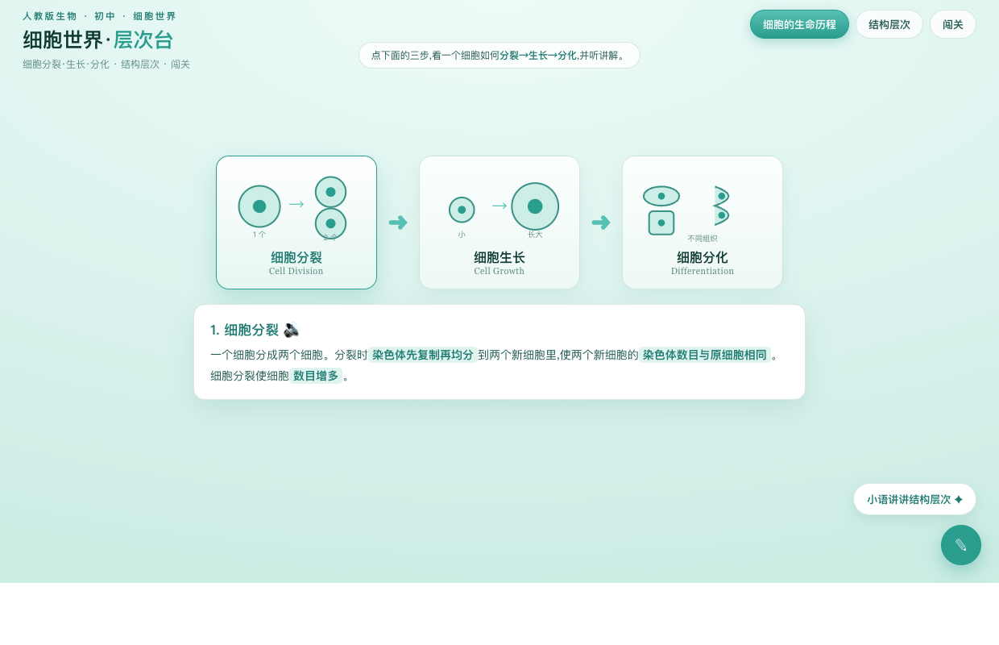 人教版生物 · 初中 · 细胞世界
细胞世界·层次台
细胞分裂·生长·分化 · 结构层次 · 闯关
细胞的生命历程
结构层次
闯关
点下面的三步,看一个细胞如何分裂→生长→分化,并听讲解。
→
1 个
2 个
细胞分裂
Cell Division
➜
→
小
长大
细胞生长
Cell Growth
➜
不同组织
细胞分化
Differentiation
1. 细胞分裂 🔈
一个细胞分成两个细胞。分裂时染色体先复制再均分到两个新细胞里,使两个新细胞的染色体数目与原细胞相同。
细胞分裂使细胞数目增多。
小语讲讲结构层次 ✦
✎